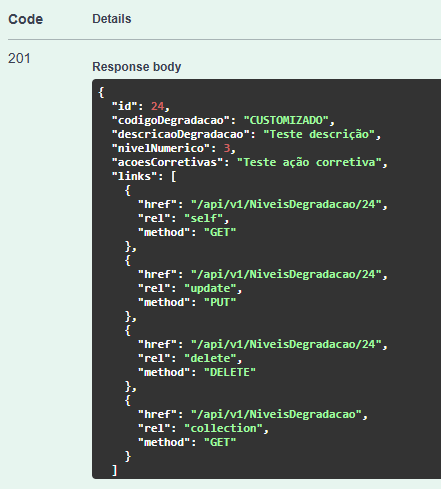 Code Details
201
Response body
{
  "id": 24,
  "codigoDegradacao": "CUSTOMIZADO",
  "descricaoDegradacao": "Teste descrição",
  "nivelNumerico": 3,
  "acoesCorretivas": "Teste ação corretiva",
  "links": [
    {
      "href": "/api/v1/NiveisDegradacao/24",
      "rel": "self",
      "method": "GET"
    },
    {
      "href": "/api/v1/NiveisDegradacao/24",
      "rel": "update",
      "method": "PUT"
    },
    {
      "href": "/api/v1/NiveisDegradacao/24",
      "rel": "delete",
      "method": "DELETE"
    },
    {
      "href": "/api/v1/NiveisDegradacao",
      "rel": "collection",
      "method": "GET"
    }
  ]